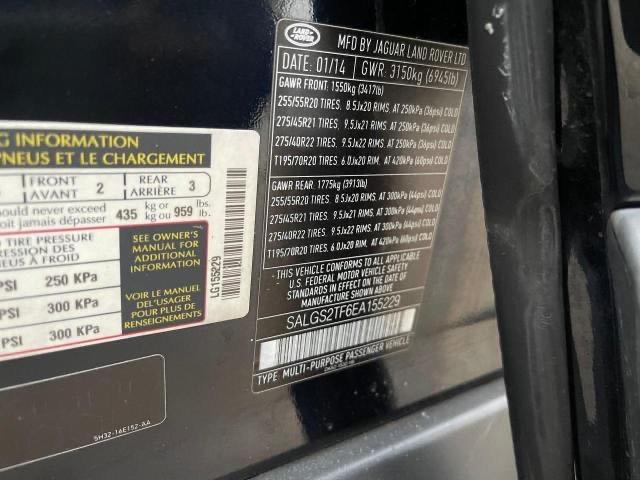 G INFORMATION
PNEUS ET LE CHARGEMENT
FRONT AVANT 2 REAR ARRIÈRE 3
ould never exceed 435 kg or 959 lbs.
oit jamais dépasser kg ou lb.
TIRE PRESSURE
RESSION DES
NEUS À FROID
PSI 250 KPa
PSI 300 KPa
PSI 300 KPa
SEE OWNER'S
MANUAL FOR
ADDITIONAL
INFORMATION
VOIR LE MANUEL
DE L'USAGER
POUR PLUS DE
RENSEIGNEMENTS
LG155229
5H32-16E152-AA
LAND ROVER
MFD BY JAGUAR LAND ROVER LTD
DATE: 01/14 GWR: 3150kg (6945lb)
GAWR FRONT: 1550kg (3417lb)
255/55R20 TIRES, 8.5Jx20 RIMS, AT 250kPa (36psi) COLD
275/45R21 TIRES, 9.5Jx21 RIMS, AT 250kPa (36psi) COLD
275/40R22 TIRES, 9.5Jx22 RIMS, AT 250kPa (36psi) COLD
T195/70R20 TIRES, 6.0Jx20 RIM, AT 420kPa (60psi) COLD
GAWR REAR: 1775kg (3913lb)
255/55R20 TIRES, 8.5Jx20 RIMS, AT 300kPa (44psi) COLD
275/45R21 TIRES, 9.5Jx21 RIMS, AT 300kPa (44psi) COLD
275/40R22 TIRES, 9.5Jx22 RIMS, AT 300kPa (44psi) COLD
T195/70R20 TIRES, 6.0Jx20 RIM, AT 420kPa (60psi) COLD
THIS VEHICLE CONFORMS TO ALL APPLICABLE
U.S. FEDERAL MOTOR VEHICLE SAFETY
STANDARDS IN EFFECT ON THE DATE OF
MANUFACTURE SHOWN ABOVE.
SALGS2TF6EA155229
TYPE: MULTI-PURPOSE PASSENGER VEHICLE